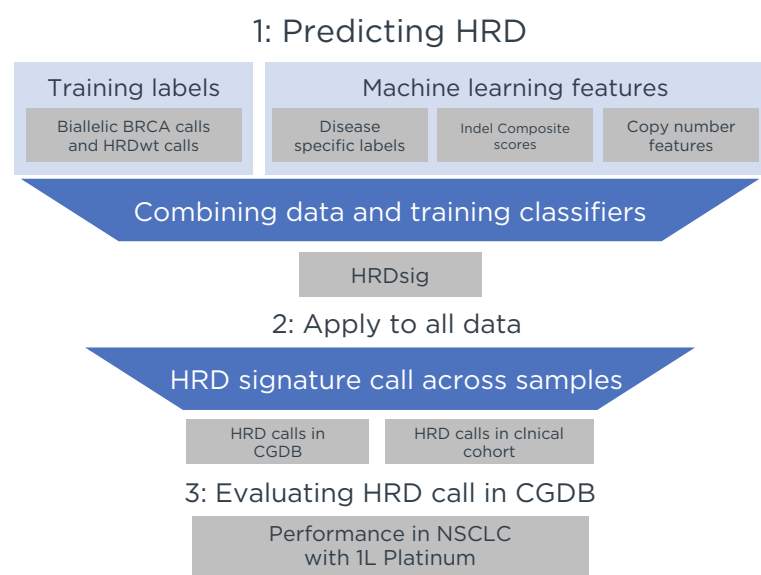 1: Predicting HRD
Training labels
Biallelic BRCA calls
and HRDwt calls
Machine learning features
Disease
specific labels
Indel Composite
scores
Copy number
features
Combining data and training classifiers
HRDsig
2: Apply to all data
HRD signature call across samples
HRD calls in
CGDB
HRD calls in clnical
cohort
3: Evaluating HRD call in CGDB
Performance in NSCLC
with 1L Platinum